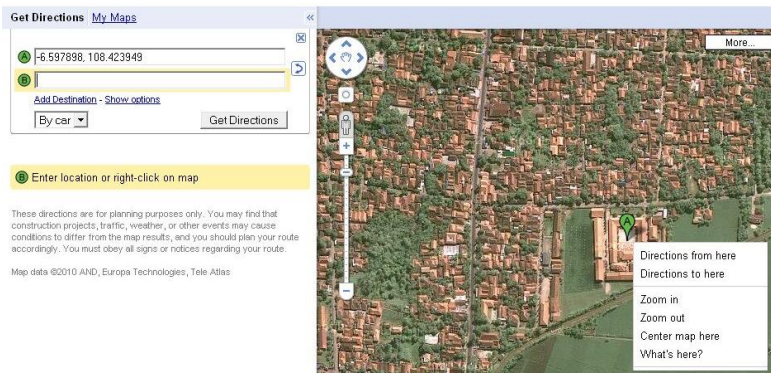 Get Directions My Maps «
A -6.597898, 108.423949
B
Add Destination - Show options
By car Get Directions
B Enter location or right-click on map
These directions are for planning purposes only. You may find that
construction projects, traffic, weather, or other events may cause
conditions to differ from the map results, and you should plan your route
accordingly. You must obey all signs or notices regarding your route.
Map data ©2010 AND, Europa Technologies, Tele Atlas
More...
A
Directions from here
Directions to here
Zoom in
Zoom out
Center map here
What's here?